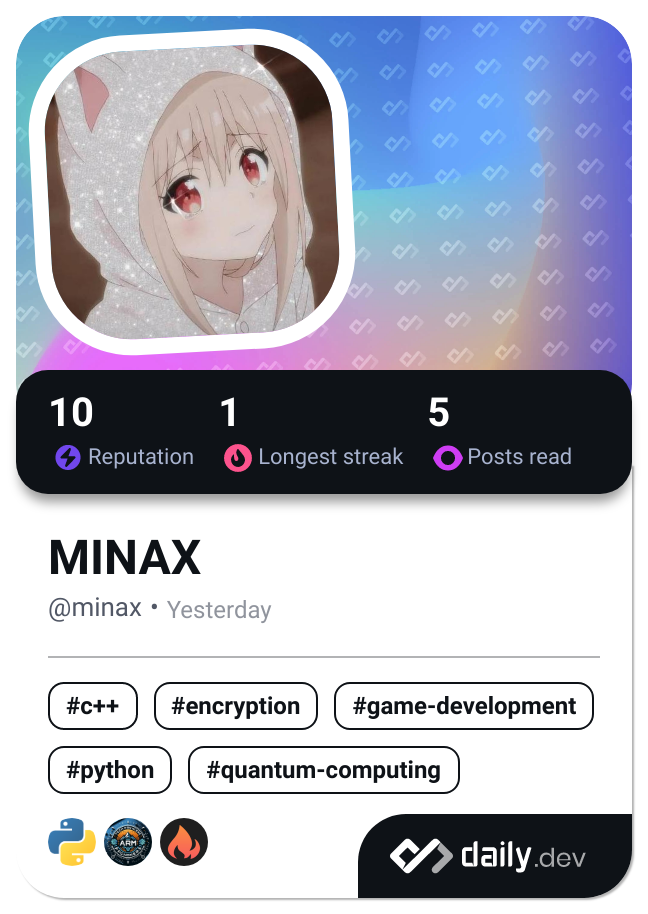 10 1 5
Reputation Longest streak Posts read
MINAX
@minax • Yesterday
#c++ #encryption #game-development
#python #quantum-computing
ARM
daily.dev